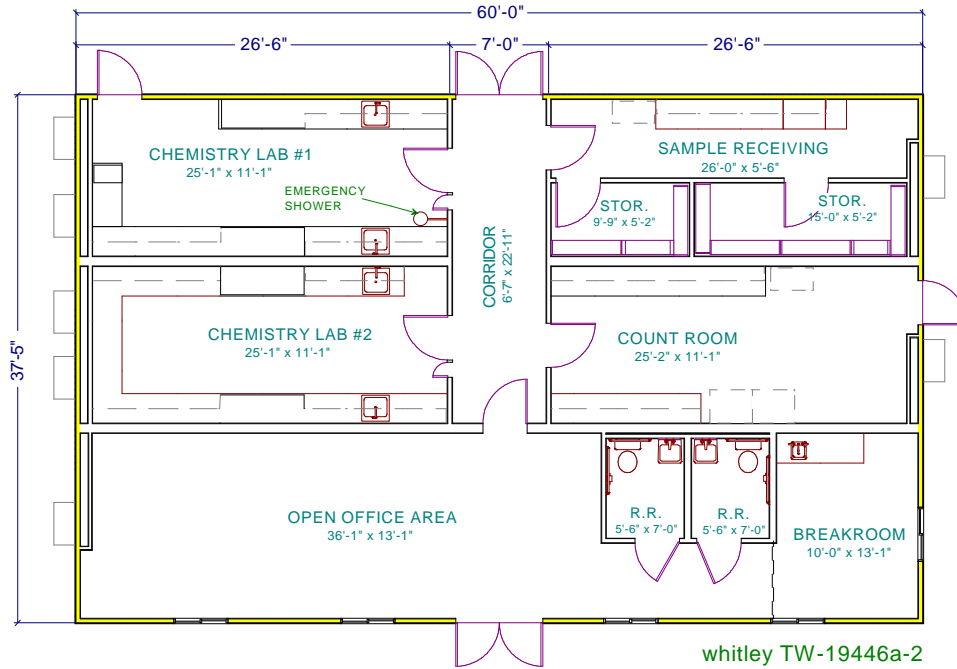 60'-0"
26'-6"
7'-0"
26'-6"
37'-5"
CHEMISTRY LAB #1
25'-1" x 11'-1"
EMERGENCY
SHOWER
SAMPLE RECEIVING
26'-0" x 5'-6"
STOR.
9'-9" x 5'-2"
STOR.
15'-0" x 5'-2"
CORRIDOR
6'-7" x 22'-11"
CHEMISTRY LAB #2
25'-1" x 11'-1"
COUNT ROOM
25'-2" x 11'-1"
OPEN OFFICE AREA
36'-1" x 13'-1"
R.R.
5'-6" x 7'-0"
R.R.
5'-6" x 7'-0"
BREAKROOM
10'-0" x 13'-1"
whitley TW-19446a-2